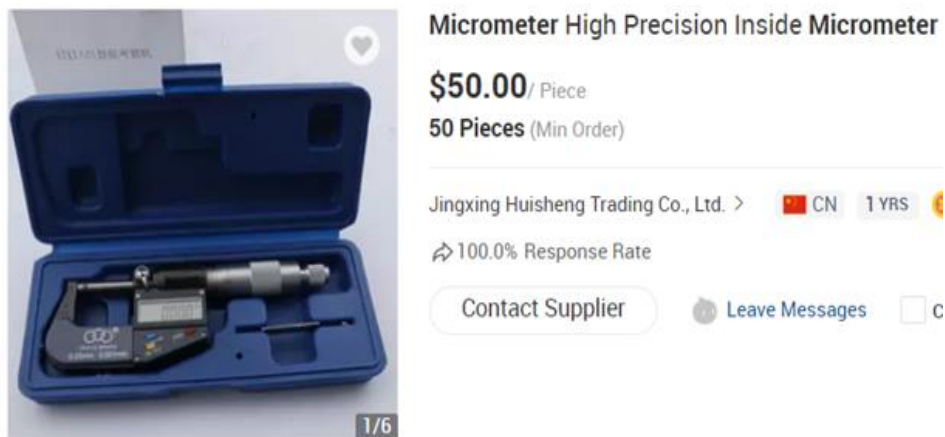 Micrometer High Precision Inside Micrometer
$50.00/ Piece
50 Pieces (Min Order)
Jingxing Huisheng Trading Co., Ltd. > CN 1 YRS
100.0% Response Rate
Contact Supplier Leave Messages C
1/6